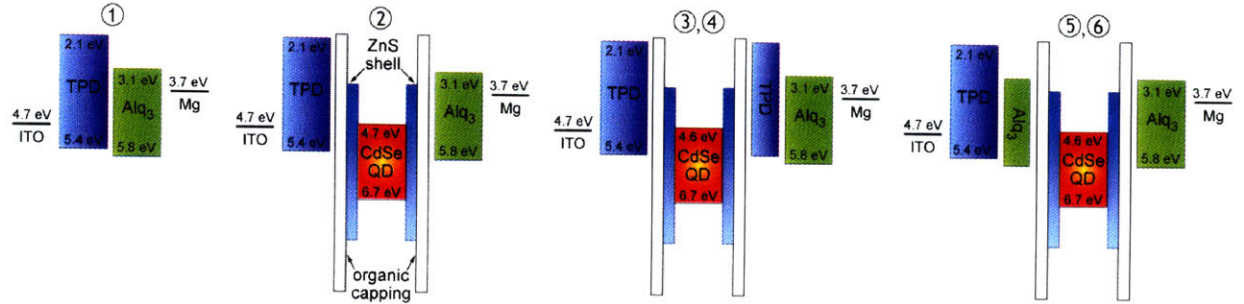 ①
2.1 eV
TPD
5.4 eV
3.1 eV
Alq3
5.8 eV
4.7 eV
ITO
3.7 eV
Mg
②
2.1 eV
TPD
5.4 eV
ZnS
shell
4.7 eV
CdSe
QD
6.7 eV
3.1 eV
Alq3
5.8 eV
4.7 eV
ITO
3.7 eV
Mg
organic
capping
③,④
2.1 eV
TPD
5.4 eV
4.6 eV
CdSe
QD
6.7 eV
TPD
3.1 eV
Alq3
5.8 eV
4.7 eV
ITO
3.7 eV
Mg
⑤,⑥
2.1 eV
TPD
5.4 eV
Alq3
4.6 eV
CdSe
QD
6.7 eV
3.1 eV
Alq3
5.8 eV
4.7 eV
ITO
3.7 eV
Mg